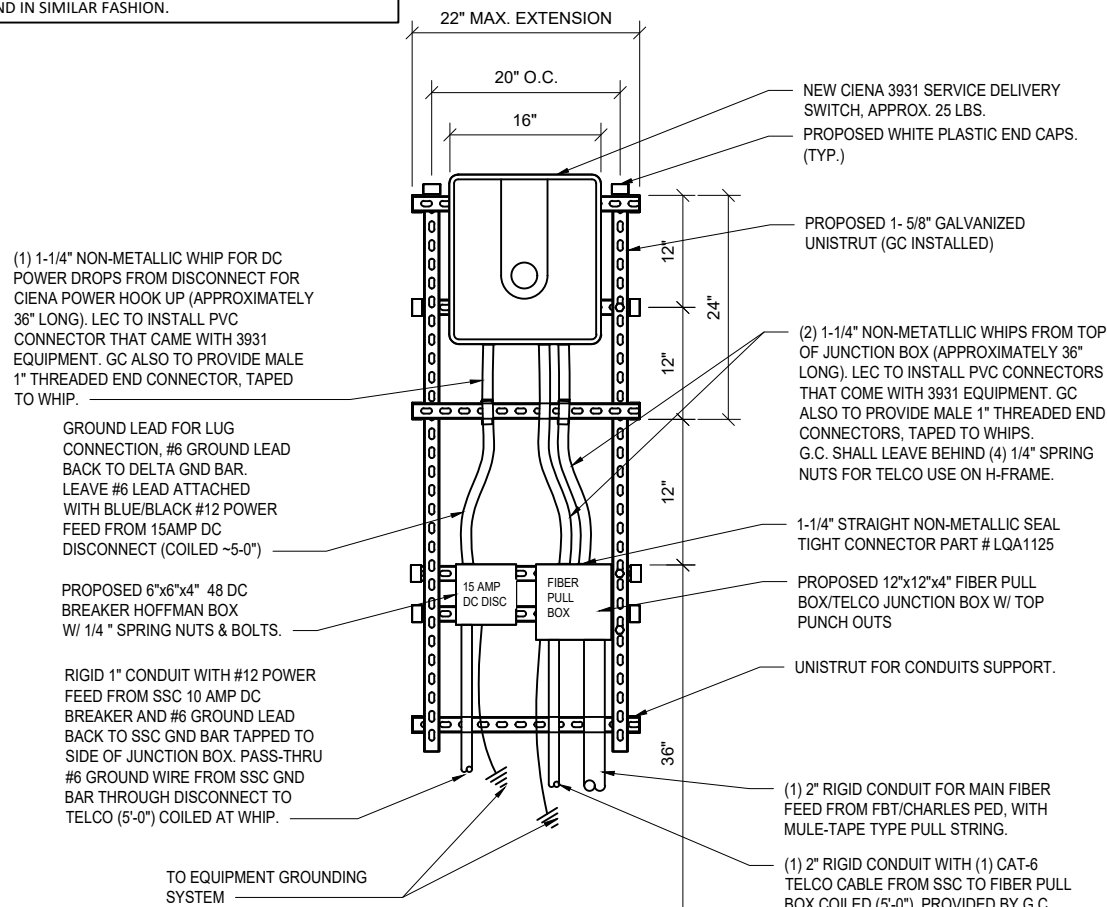 ND IN SIMILAR FASHION.
22" MAX. EXTENSION
20" O.C.
16"
NEW CIENA 3931 SERVICE DELIVERY
SWITCH, APPROX. 25 LBS.
PROPOSED WHITE PLASTIC END CAPS.
(TYP.)
PROPOSED 1- 5/8" GALVANIZED
UNISTRUT (GC INSTALLED)
12"
24"
12"
12"
36"
(1) 1-1/4" NON-METALLIC WHIP FOR DC
POWER DROPS FROM DISCONNECT FOR
CIENA POWER HOOK UP (APPROXIMATELY
36" LONG). LEC TO INSTALL PVC
CONNECTOR THAT CAME WITH 3931
EQUIPMENT. GC ALSO TO PROVIDE MALE
1" THREADED END CONNECTOR, TAPED
TO WHIP.
(2) 1-1/4" NON-METATLLIC WHIPS FROM TOP
OF JUNCTION BOX (APPROXIMATELY 36"
LONG). LEC TO INSTALL PVC CONNECTORS
THAT COME WITH 3931 EQUIPMENT. GC
ALSO TO PROVIDE MALE 1" THREADED END
CONNECTORS, TAPED TO WHIPS.
G.C. SHALL LEAVE BEHIND (4) 1/4" SPRING
NUTS FOR TELCO USE ON H-FRAME.
GROUND LEAD FOR LUG
CONNECTION, #6 GROUND LEAD
BACK TO DELTA GND BAR.
LEAVE #6 LEAD ATTACHED
WITH BLUE/BLACK #12 POWER
FEED FROM 15AMP DC
DISCONNECT (COILED ~5-0")
1-1/4" STRAIGHT NON-METALLIC SEAL
TIGHT CONNECTOR PART # LQA1125
PROPOSED 6"x6"x4" 48 DC
BREAKER HOFFMAN BOX
W/ 1/4 " SPRING NUTS & BOLTS.
15 AMP
DC DISC
FIBER
PULL
BOX
PROPOSED 12"x12"x4" FIBER PULL
BOX/TELCO JUNCTION BOX W/ TOP
PUNCH OUTS
UNISTRUT FOR CONDUITS SUPPORT.
RIGID 1" CONDUIT WITH #12 POWER
FEED FROM SSC 10 AMP DC
BREAKER AND #6 GROUND LEAD
BACK TO SSC GND BAR TAPPED TO
SIDE OF JUNCTION BOX. PASS-THRU
#6 GROUND WIRE FROM SSC GND
BAR THROUGH DISCONNECT TO
TELCO (5'-0") COILED AT WHIP.
(1) 2" RIGID CONDUIT FOR MAIN FIBER
FEED FROM FBT/CHARLES PED, WITH
MULE-TAPE TYPE PULL STRING.
TO EQUIPMENT GROUNDING
SYSTEM
(1) 2" RIGID CONDUIT WITH (1) CAT-6
TELCO CABLE FROM SSC TO FIBER PULL
BOX COILED (5'-0"). PROVIDED BY G.C.